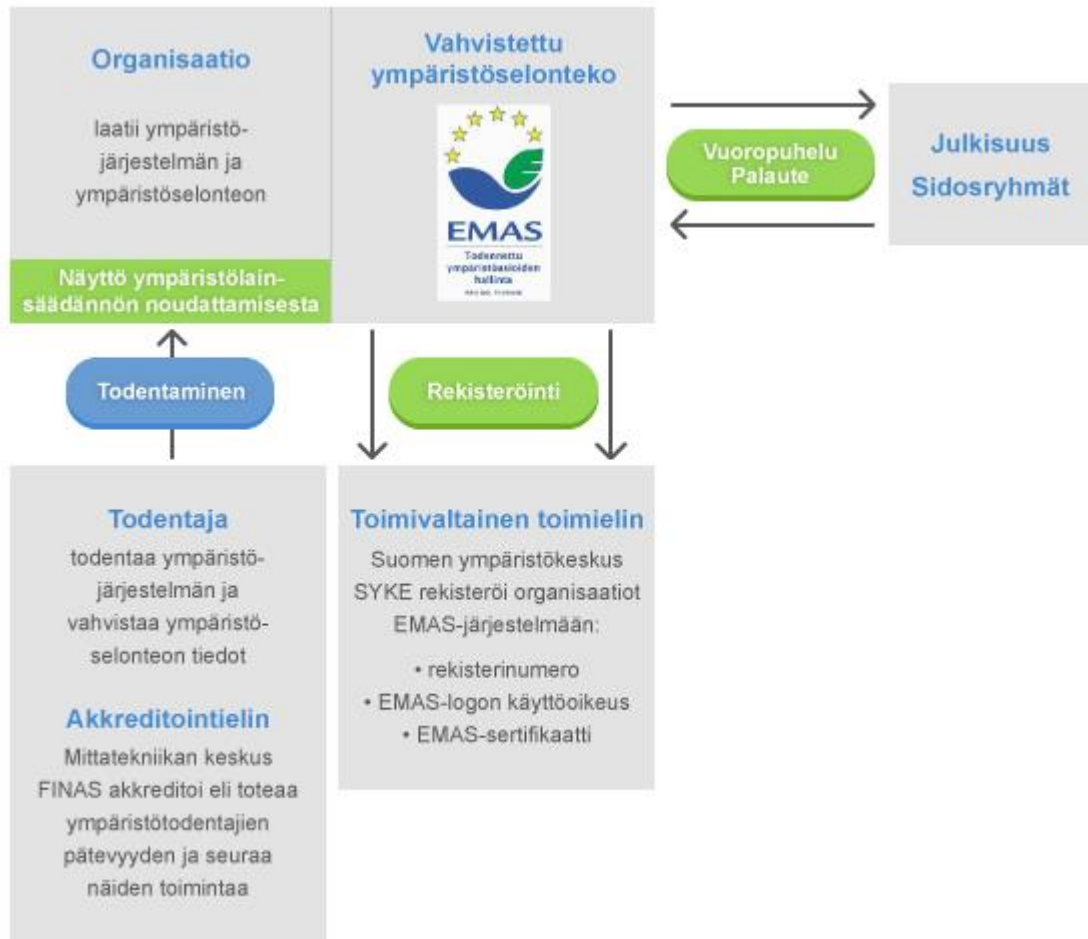 Organisaatio
laatii ympäristö-
järjestelmän ja
ympäristöselonteon
Näyttö ympäristölain-
säädännön noudattamisesta
Vahvistettu
ympäristöselonteko
EMAS
Todennettu
ympäristöasioiden
hallinta
Vuoropuhelu
Palaute
Julkisuus
Sidosryhmät
Todentaminen
Rekisteröinti
Todentaja
todentaa ympäristö-
järjestelmän ja
vahvistaa ympäristö-
selonteon tiedot
Akkreditointielin
Mittatekniikan keskus
FINAS akkreditoi eli toteaa
ympäristötodentajien
pätevyyden ja seuraa
näiden toimintaa
Toimivaltainen toimielin
Suomen ympäristökeskus
SYKE rekisteröi organisaatiot
EMAS-järjestelmään:
• rekisterinumero
• EMAS-logon käyttöoikeus
• EMAS-sertifikaatti